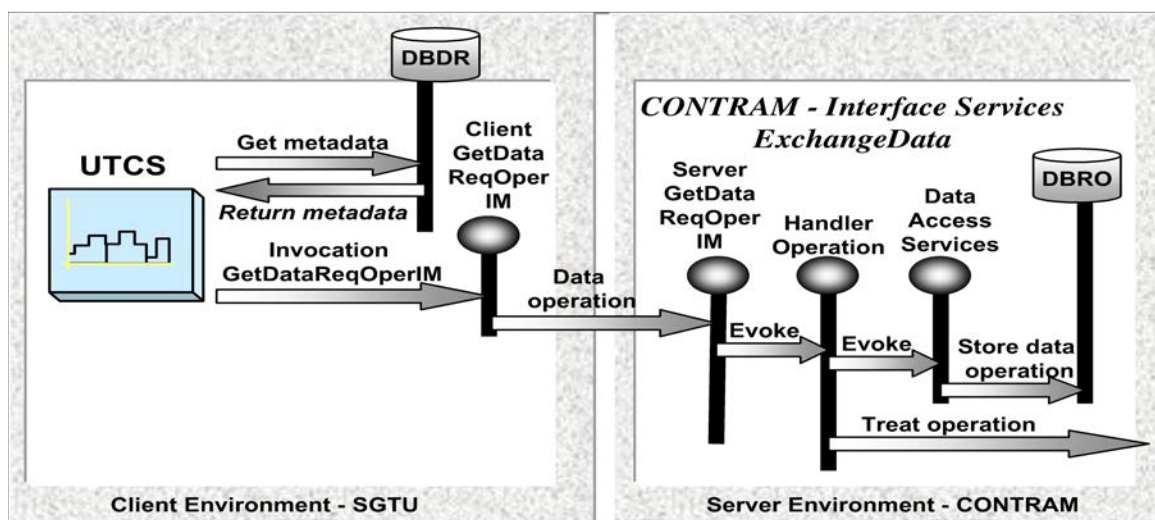 DBDR
Get metadata
UTCS
Return metadata
Invocation
GetDataReqOperIM
Client
GetData
ReqOper
IM
Data
operation
CONTRAM - Interface Services
ExchangeData
Server
GetData
ReqOper
IM
Handler
Operation
Data
Access
Services
DBRO
Evoke
Evoke
Store data
operation
Treat operation
Client Environment - SGTU
Server Environment - CONTRAM